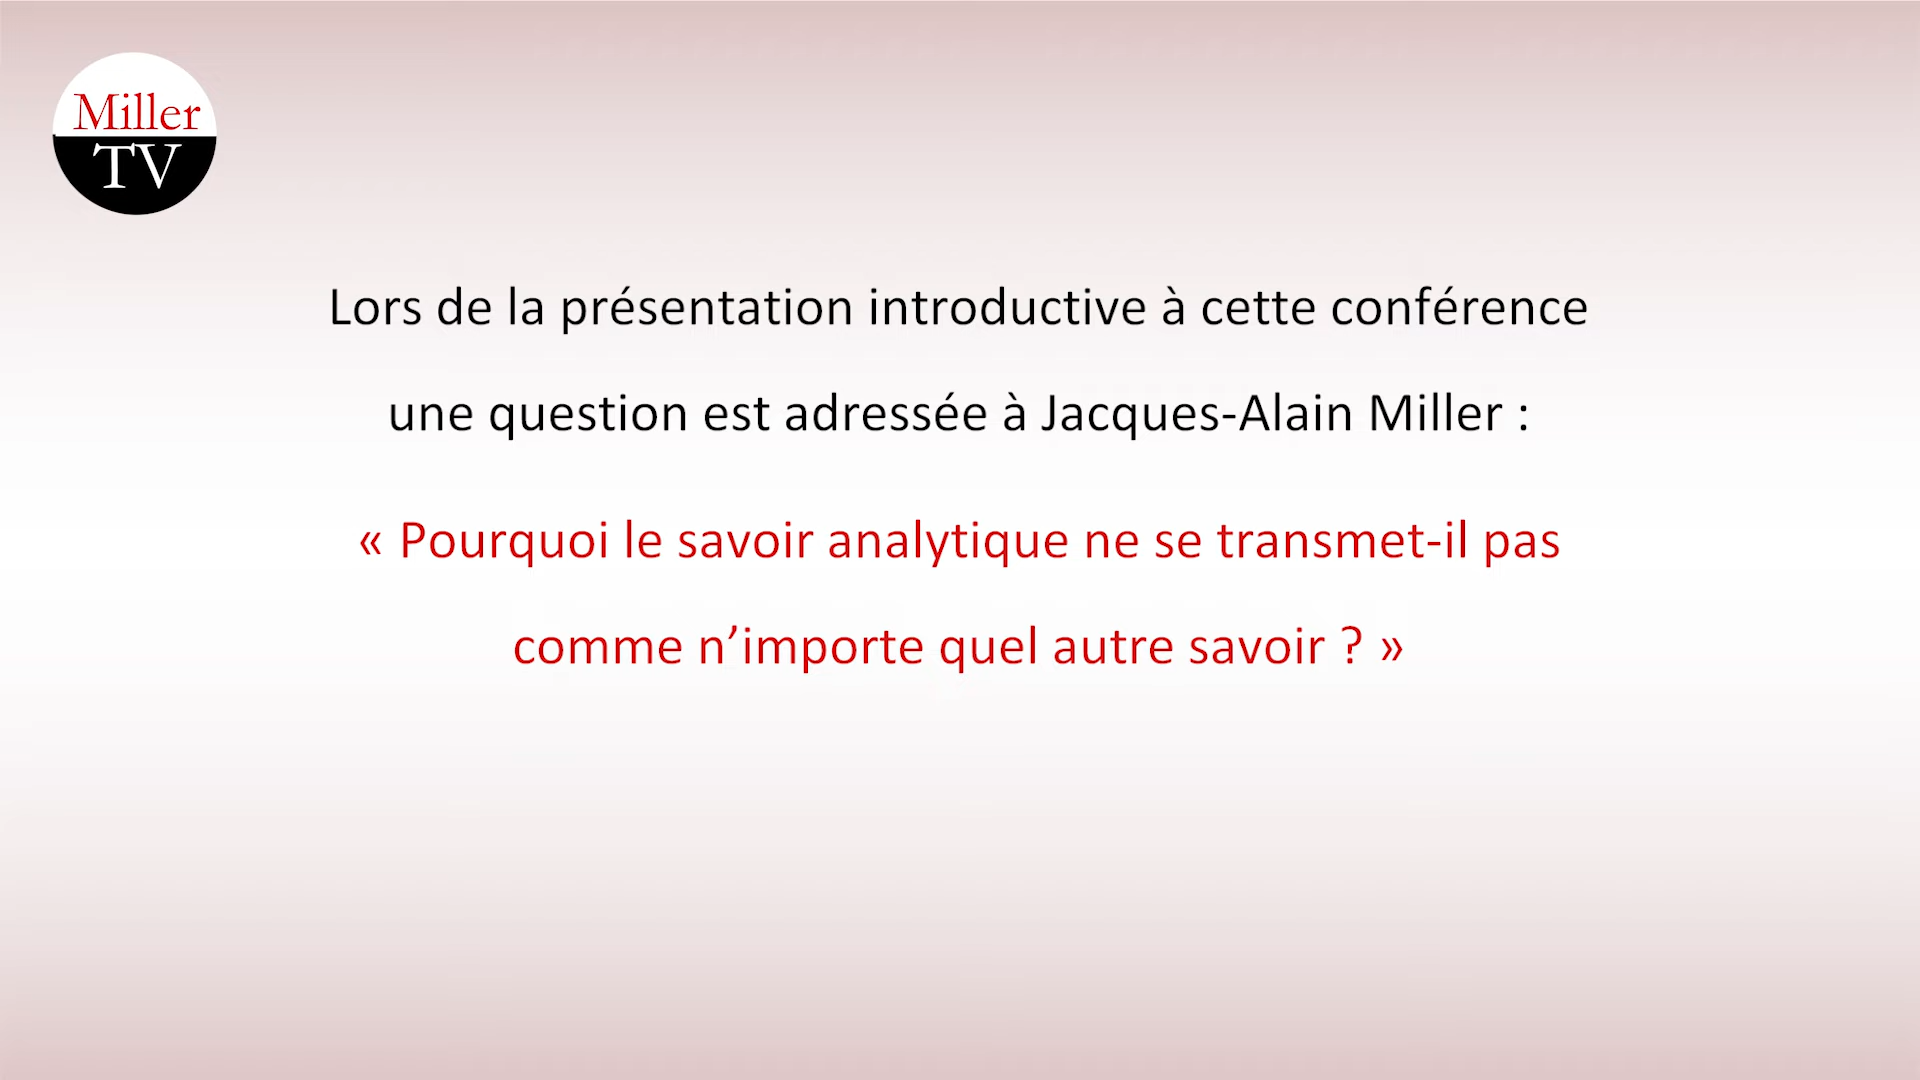 Miller
TV
Lors de la présentation introductive à cette conférence
une question est adressée à Jacques-Alain Miller :
« Pourquoi le savoir analytique ne se transmet-il pas
comme n’importe quel autre savoir ? »